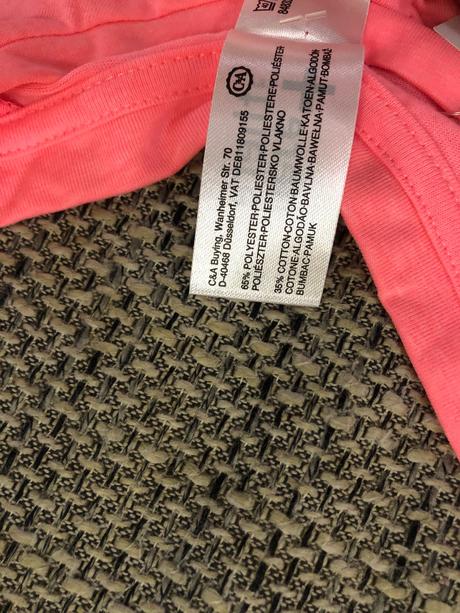 C&A
C&A Buying, Wanheimer Str. 70
D-40468 Düsseldorf, VAT DE811809155
65% POLYESTER-POLIESTER-POLIESTERE-POLIÉSTER
POLIÉSZTER-POLIESTERSKO VLAKNO
35% COTTON-COTON-BAUMWOLLE-KATOEN-ALGODÓN
COTONE-ALGODÃO-BAVLNA-BAWEŁNA-PAMUT-BOMBAŽ
BUMBAC-PAMUK